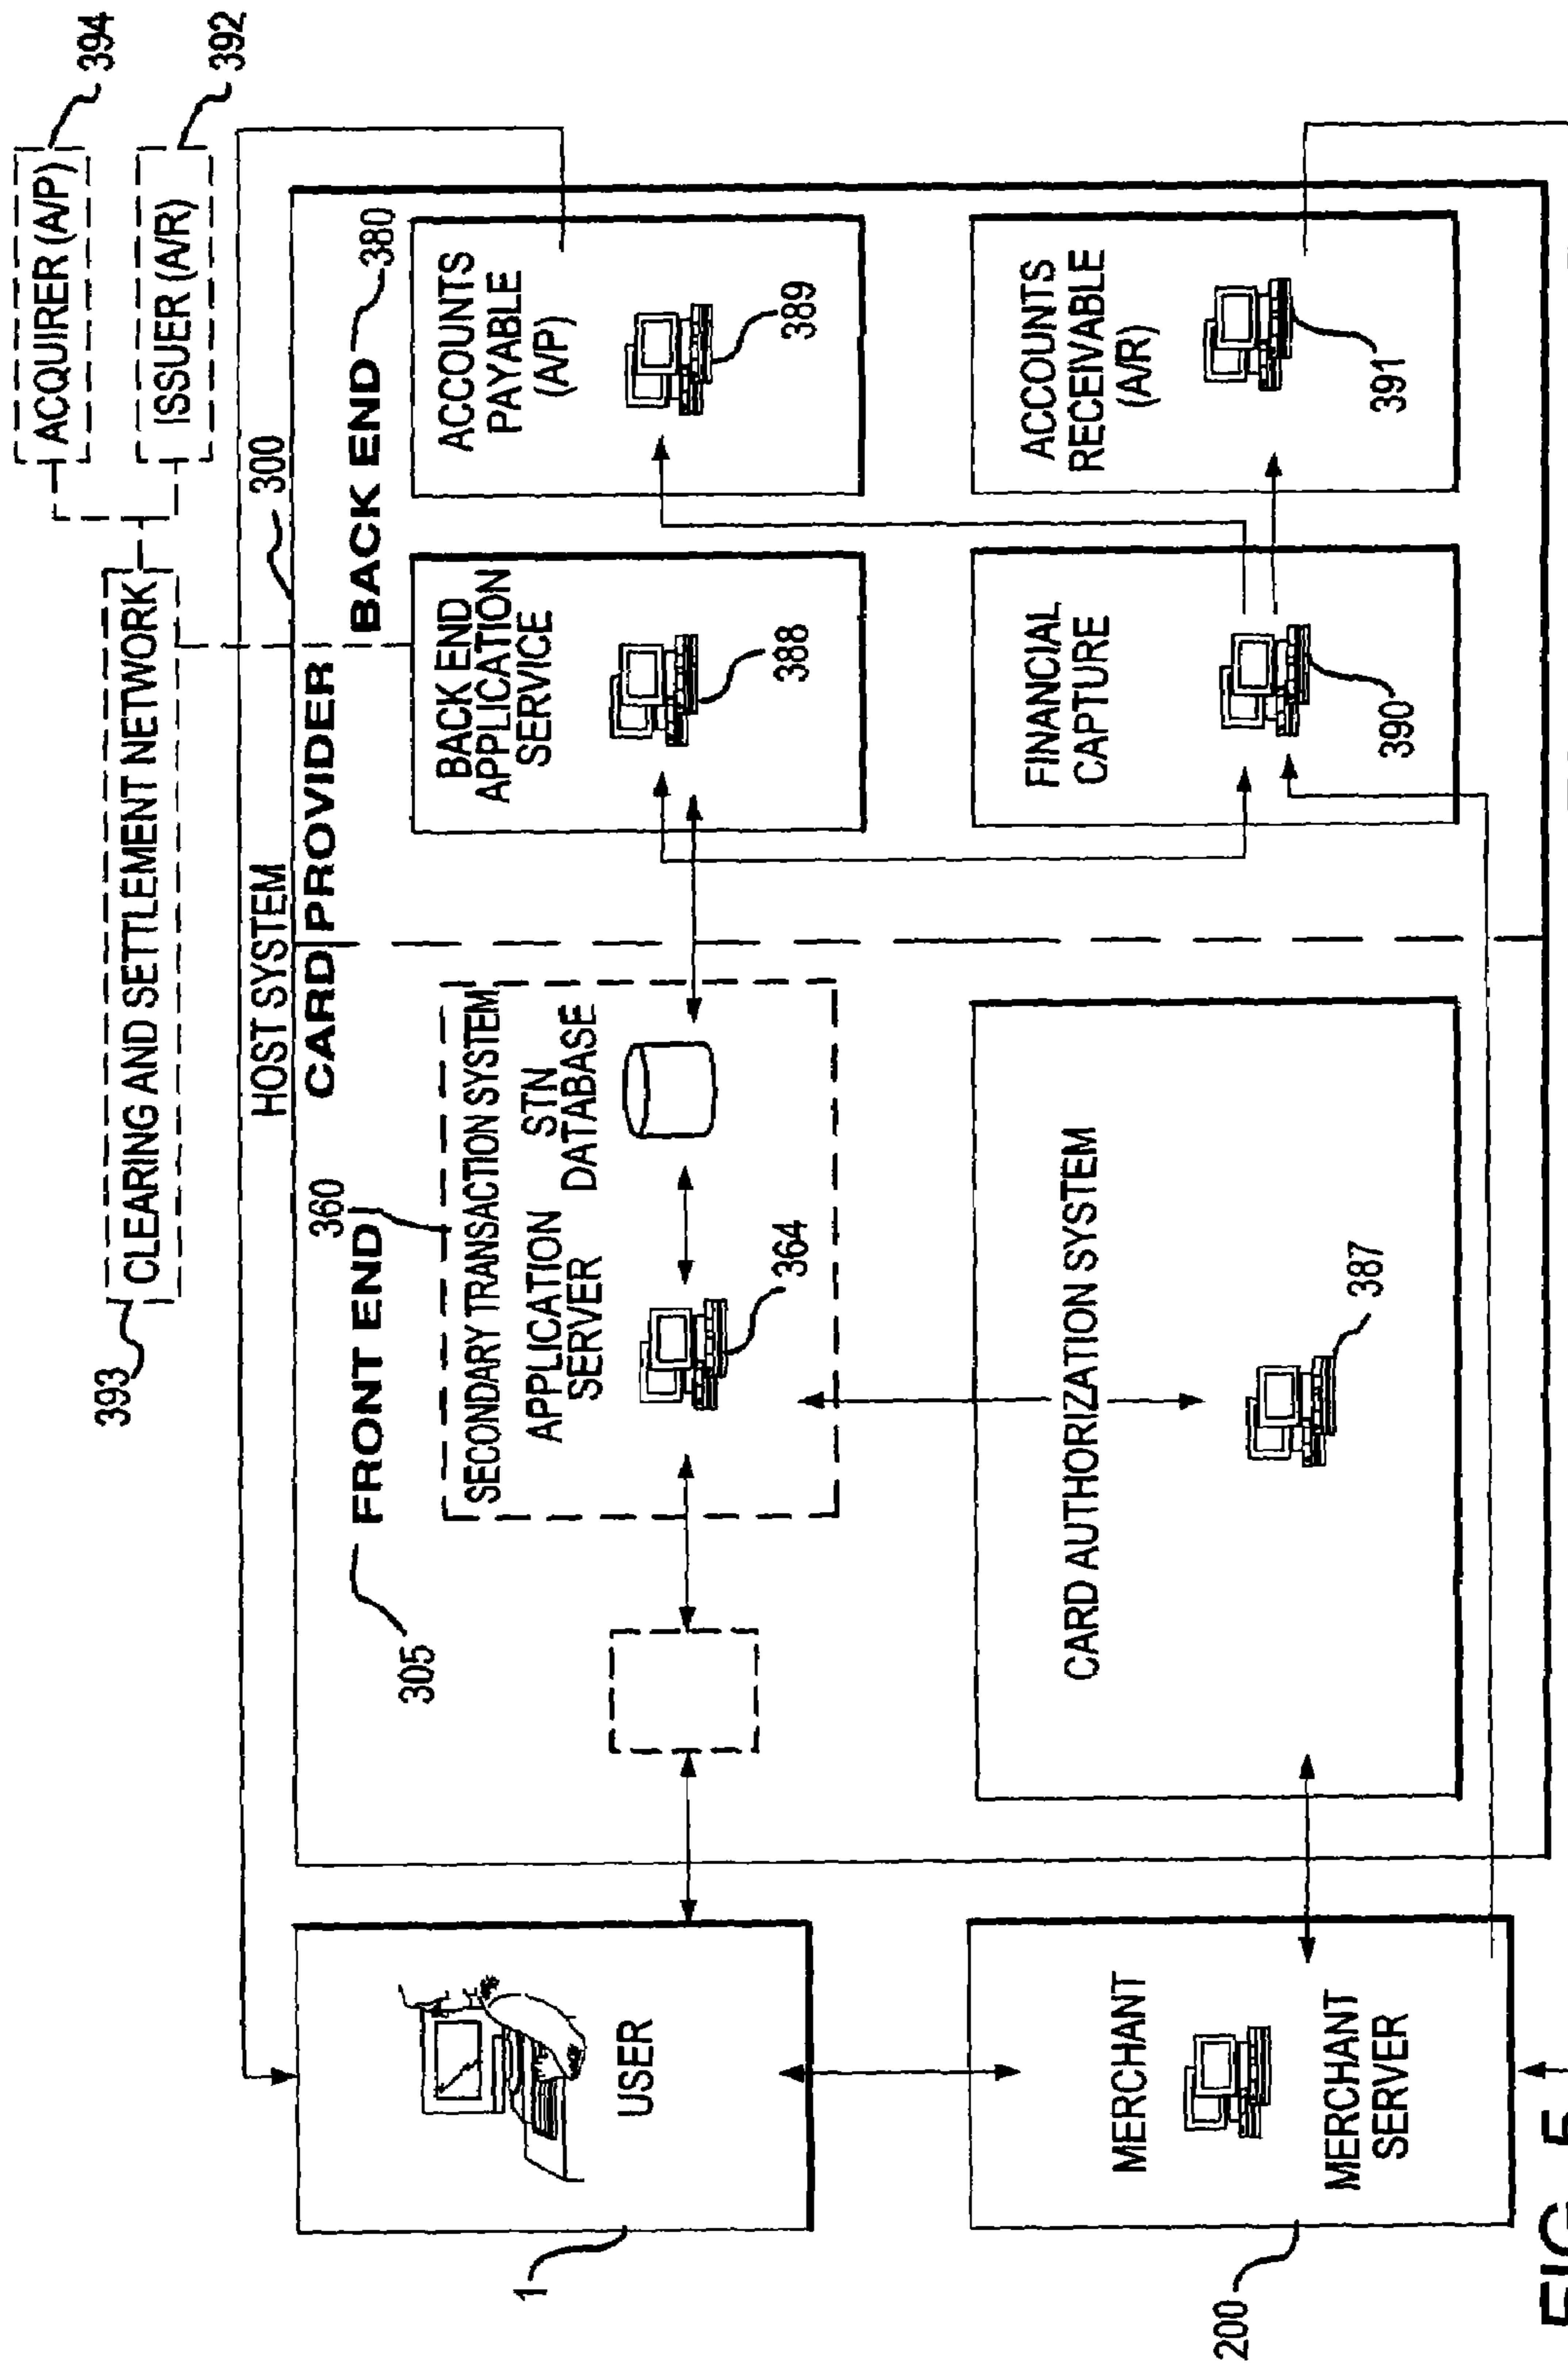 394
ACQUIRER (A/P)
392
ISSUER (A/R)
CLEARING AND SETTLEMENT NETWORK
393
300
HOST SYSTEM
CARD PROVIDER
FRONT END
305
BACK END
380
360
SECONDARY TRANSACTION SYSTEM
APPLICATION
SERVER
364
STN
DATABASE
BACK END
APPLICATION
SERVICE
388
ACCOUNTS
PAYABLE
(A/P)
389
USER
1
CARD AUTHORIZATION SYSTEM
387
FINANCIAL
CAPTURE
390
ACCOUNTS
RECEIVABLE
(A/R)
391
MERCHANT
MERCHANT
SERVER
200